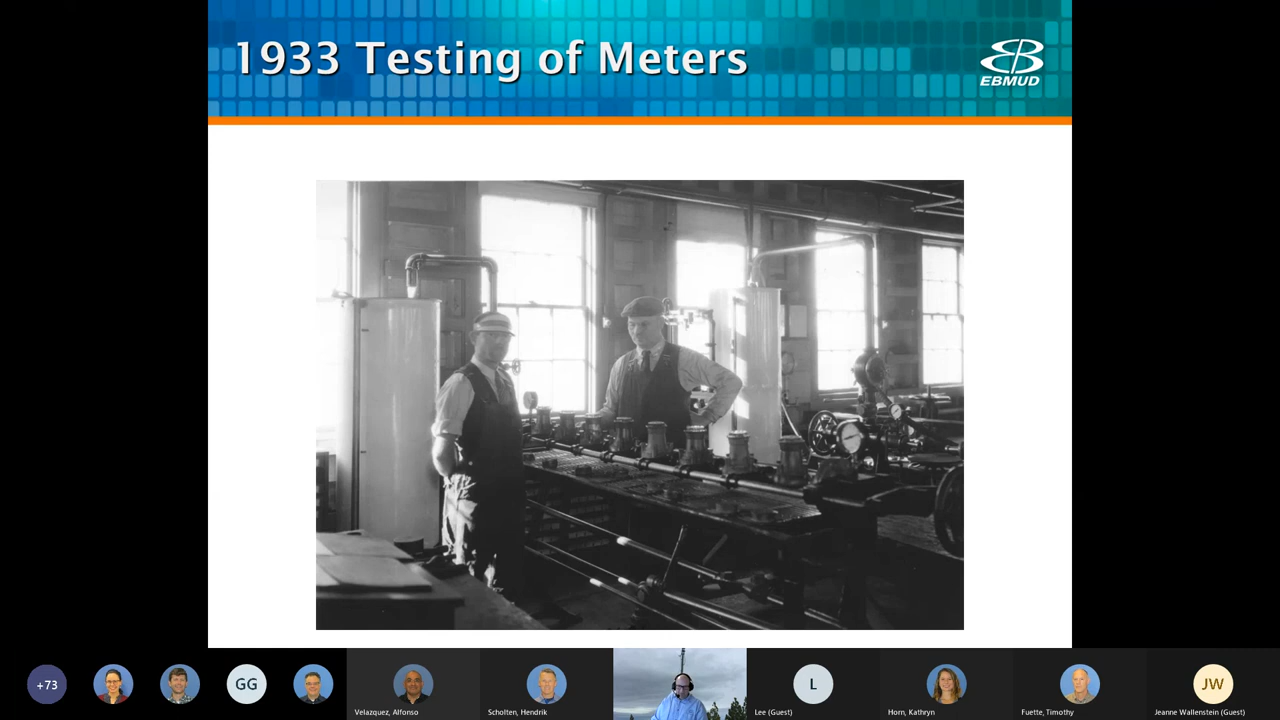 1933 Testing of Meters
EBMUD
+73
GG
L
JW
Velazquez, Alfonso
Scholten, Hendrik
Lee (Guest)
Horn, Kathryn
Fuette, Timothy
Jeanne Wallenstein (Guest)